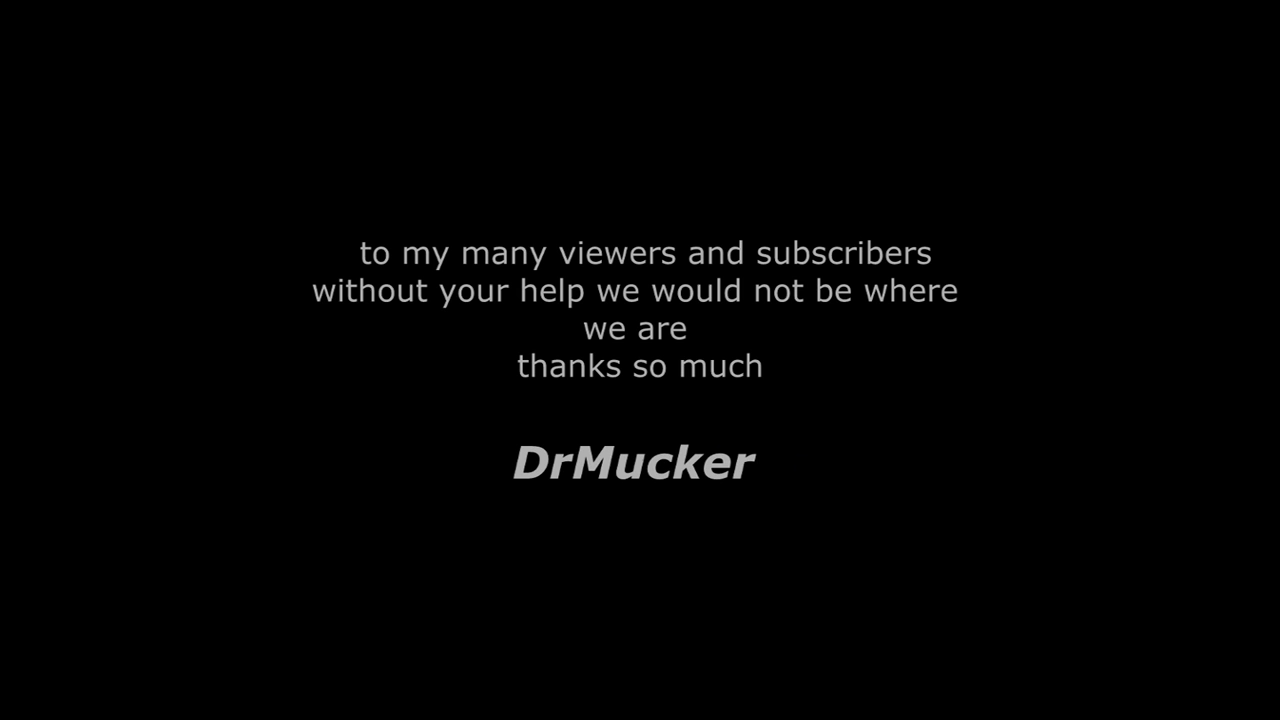 to my many viewers and subscribers
without your help we would not be where
we are
thanks so much
DrMucker